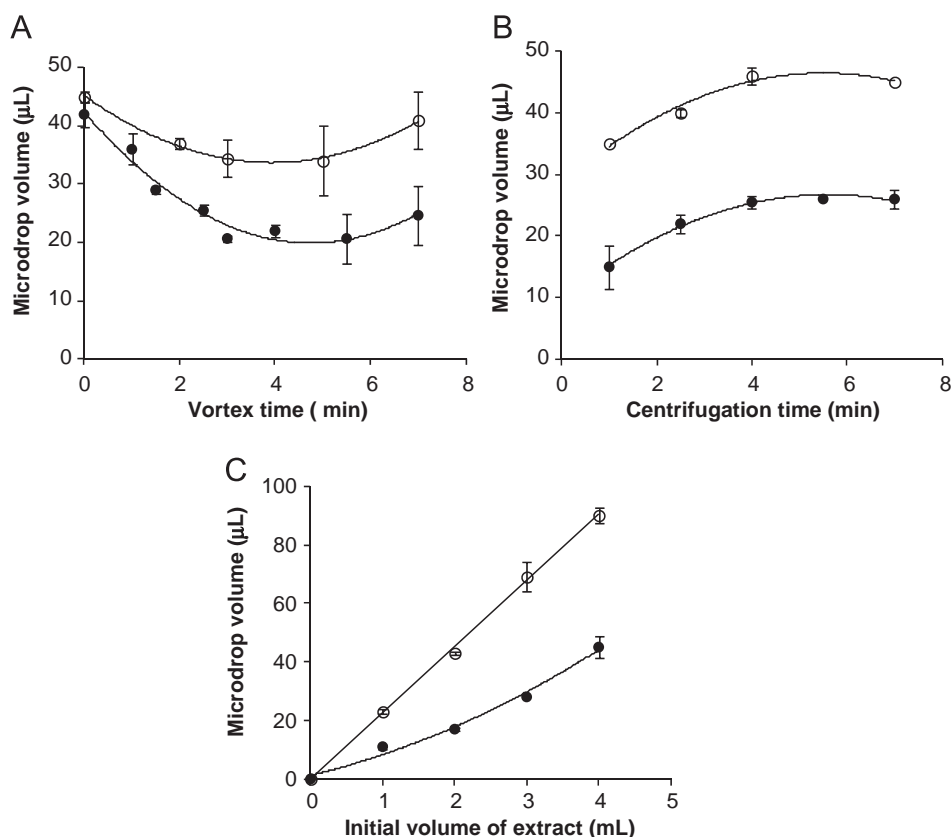 A
Microdrop volume (µL)
50
40
30
20
10
0
0 2 4 6 8
Vortex time ( min)
B
Microdrop volume (µL)
50
40
30
20
10
0
0 2 4 6 8
Centrifugation time (min)
C
Microdrop volume (µL)
100
80
60
40
20
0
0 1 2 3 4 5
Initial volume of extract (mL)